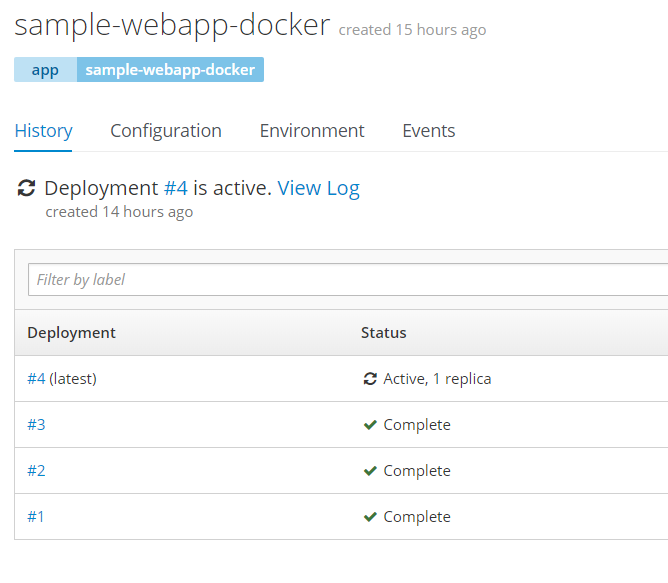 sample-webapp-docker created 15 hours ago
app sample-webapp-docker
History Configuration Environment Events
Deployment #4 is active. View Log
created 14 hours ago
Filter by label
Deployment Status
#4 (latest) Active, 1 replica
#3 Complete
#2 Complete
#1 Complete